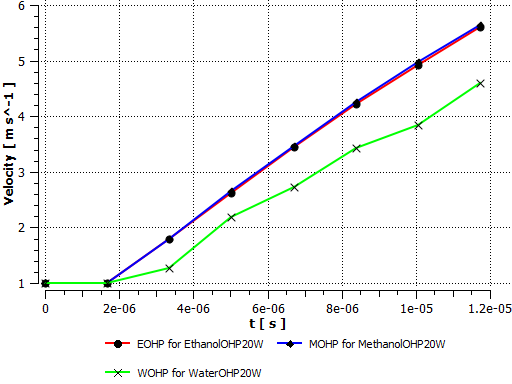 6
5
4
3
2
1
Velocity [ m s^-1 ]
0 2e-06 4e-06 6e-06 8e-06 1e-05 1.2e-05
t [ s ]
EOHP for EthanolOHP20W MOHP for MethanolOHP20W
WOHP for WaterOHP20W